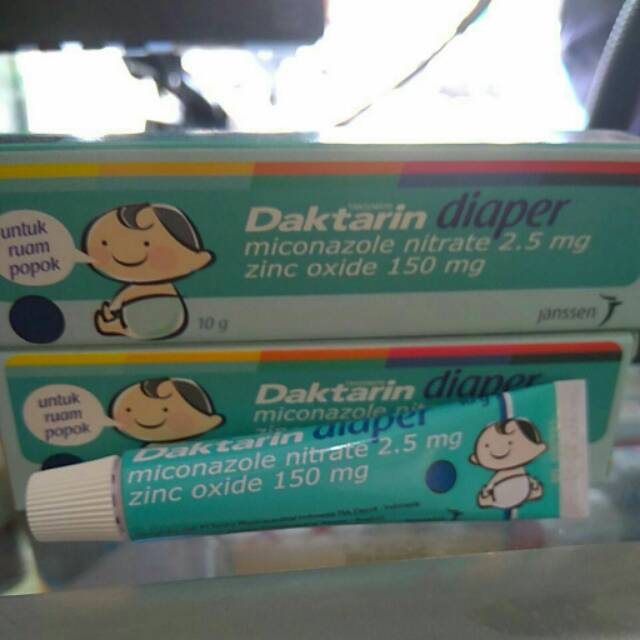 untuk
ruam
popok
Daktarin diaper
miconazole nitrate 2.5 mg
zinc oxide 150 mg
10 g
janssen
untuk
ruam
popok
Daktarin diaper
miconazole
Daktarin diaper
miconazole nitrate 2.5 mg
zinc oxide 150 mg